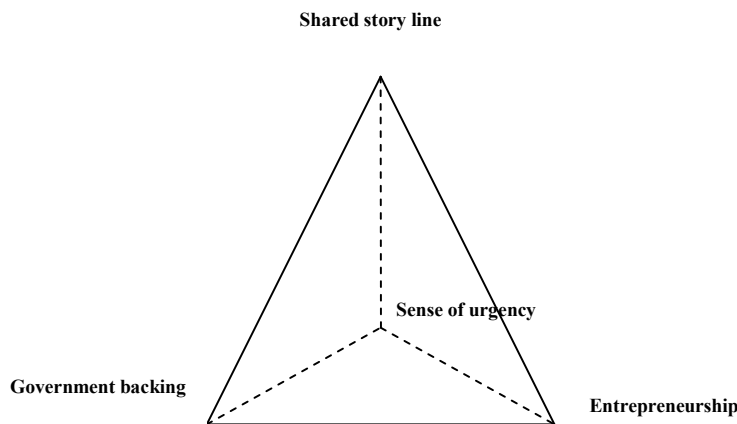 Shared story line
Sense of urgency
Government backing
Entrepreneurship